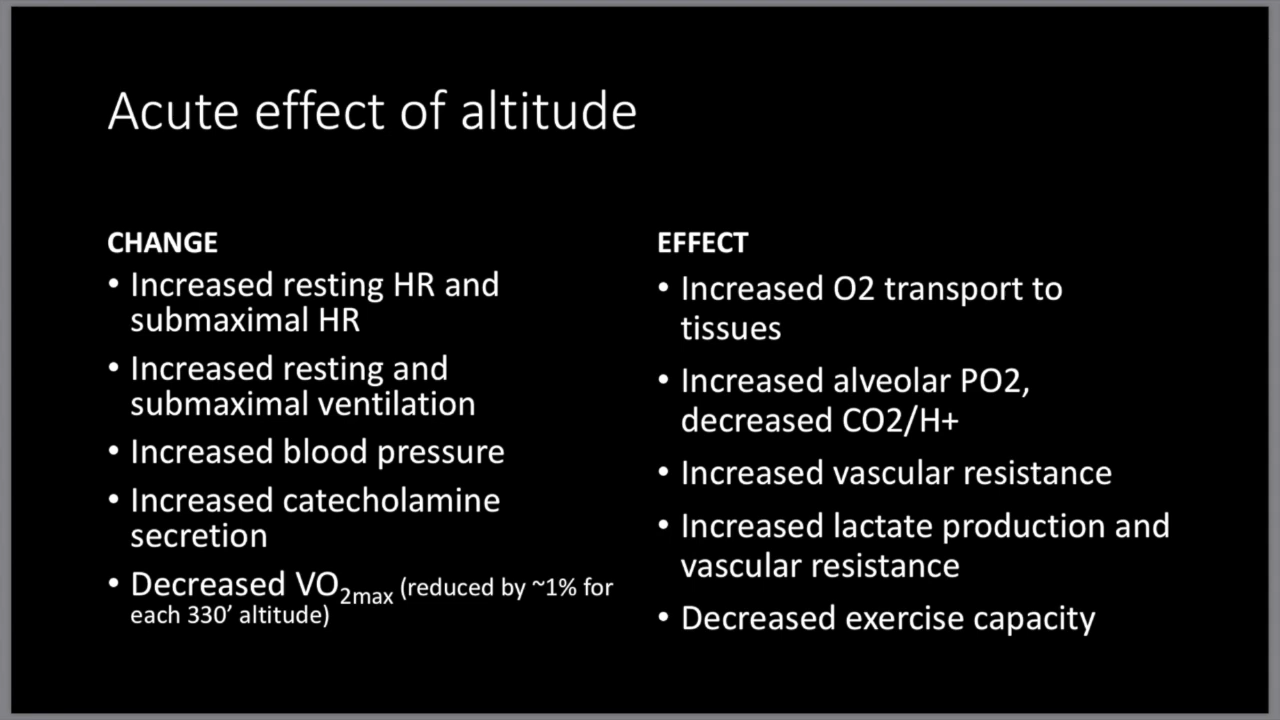 Acute effect of altitude
CHANGE
• Increased resting HR and
submaximal HR
• Increased resting and
submaximal ventilation
• Increased blood pressure
• Increased catecholamine
secretion
• Decreased VO2max (reduced by ~1% for
each 330’ altitude)
EFFECT
• Increased O2 transport to
tissues
• Increased alveolar PO2,
decreased CO2/H+
• Increased vascular resistance
• Increased lactate production and
vascular resistance
• Decreased exercise capacity